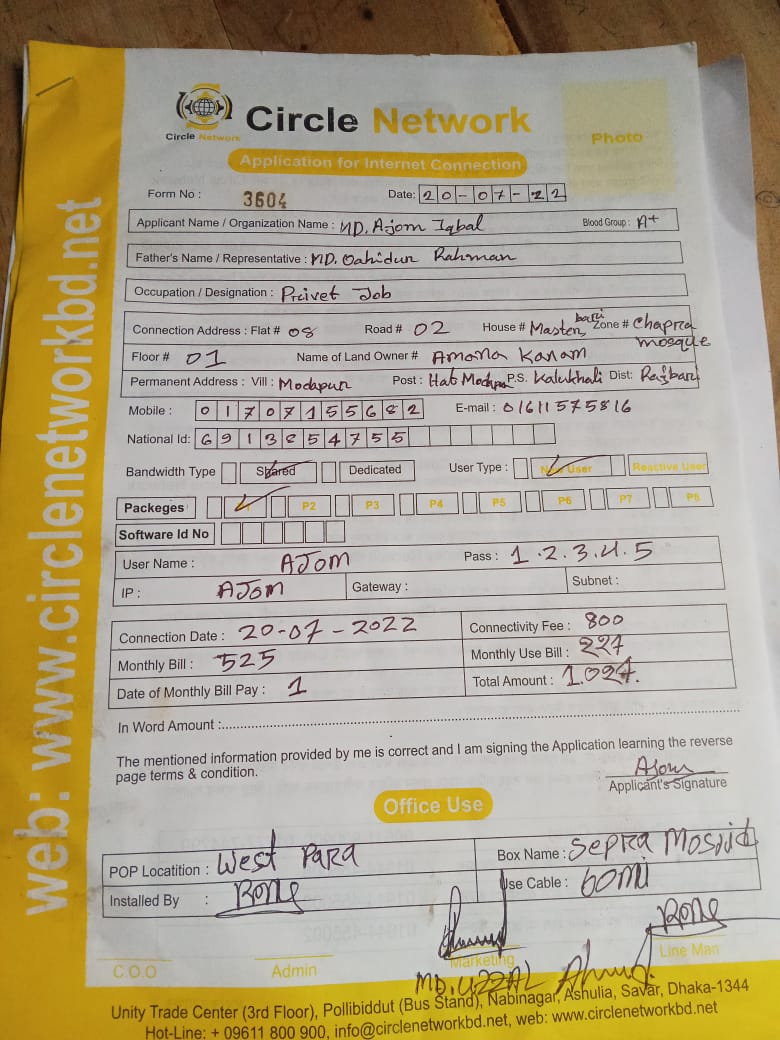 Circle Network
Circle Network
Photo
Application for Internet Connection
Form No : 3604 Date: 20-07-22
Applicant Name / Organization Name : MD. Ajom Iqbal Blood Group : A+
Father's Name / Representative : MD. Oahidur Rahman
Occupation / Designation : Privet Job
Connection Address : Flat # 08 Road # 02 House # Master bari Zone # Chapra mosque
Floor # 01 Name of Land Owner # Amona Kanam
Permanent Address : Vill : Modapur Post : Hat Modapur P.S. Kalukhali Dist: Rajbari
Mobile : 01707155682 E-mail : 01611575816
National Id: 6913854755
Bandwidth Type Shared Dedicated User Type : New User Reactive User
Packeges P2 P3 P4 P5 P6 P7 P8
Software Id No
User Name : AJOM Pass : 1.2.3.4.5
IP : AJOM Gateway : Subnet :
Connection Date : 20-07-2022 Connectivity Fee : 800
Monthly Bill : 525 Monthly Use Bill : 227
Date of Monthly Bill Pay : 1 Total Amount : 1.027.
In Word Amount :
The mentioned information provided by me is correct and I am signing the Application learning the reverse
page terms & condition.
Ajom
Applicant's Signature
Office Use
POP Locatition : West PARA Box Name : Sepra Mosjid
Installed By : Use Cable : 60mi
C.O.O Admin Marketing Line Man
MD. UZZAL Ahmed
Unity Trade Center (3rd Floor), Pollibiddut (Bus Stand), Nabinagar, Ashulia, Savar, Dhaka-1344
Hot-Line: + 09611 800 900, info@circlenetworkbd.net, web: www.circlenetworkbd.net
web: www.circlenetworkbd.net